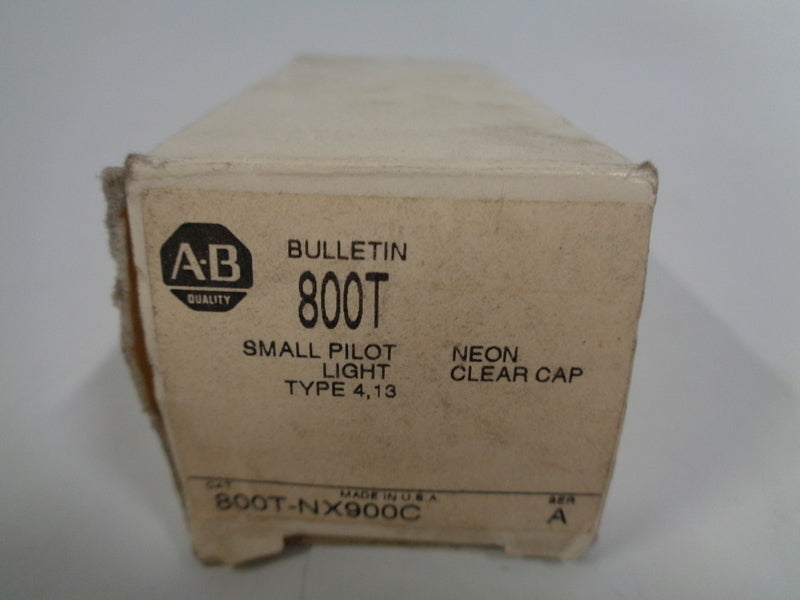 A-B
QUALITY
BULLETIN
800T
SMALL PILOT
LIGHT
TYPE 4,13
NEON
CLEAR CAP
CAT
MADE IN U.S.A.
SER
800T-NX900C
A